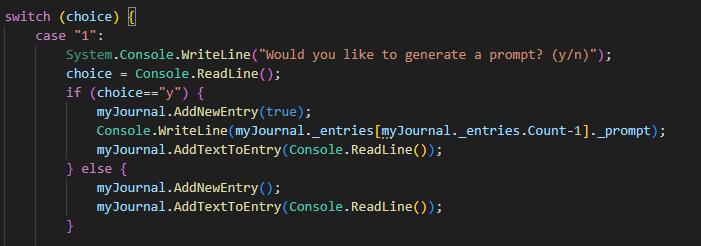 switch (choice) {
    case "1":
        System.Console.WriteLine("Would you like to generate a prompt? (y/n)");
        choice = Console.ReadLine();
        if (choice=="y") {
            myJournal.AddNewEntry(true);
            Console.WriteLine(myJournal._entries[myJournal._entries.Count-1]._prompt);
            myJournal.AddTextToEntry(Console.ReadLine());
        } else {
            myJournal.AddNewEntry();
            myJournal.AddTextToEntry(Console.ReadLine());
        }